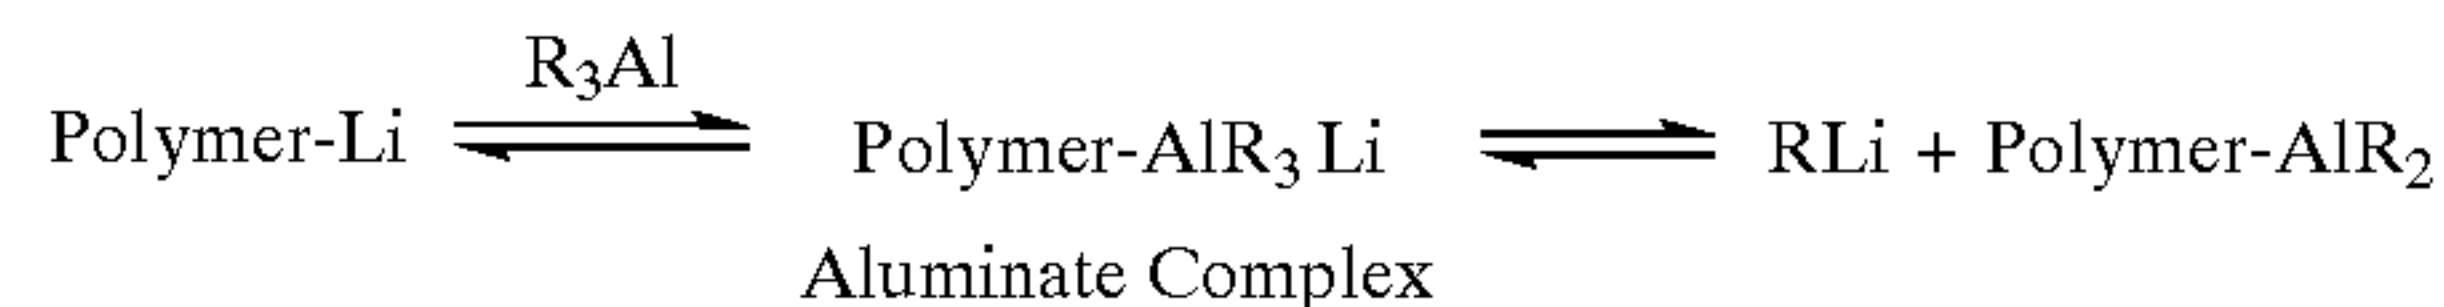 R3Al
Polymer-Li ⇌ Polymer-AlR3 Li ⇌ RLi + Polymer-AlR2
Aluminate Complex